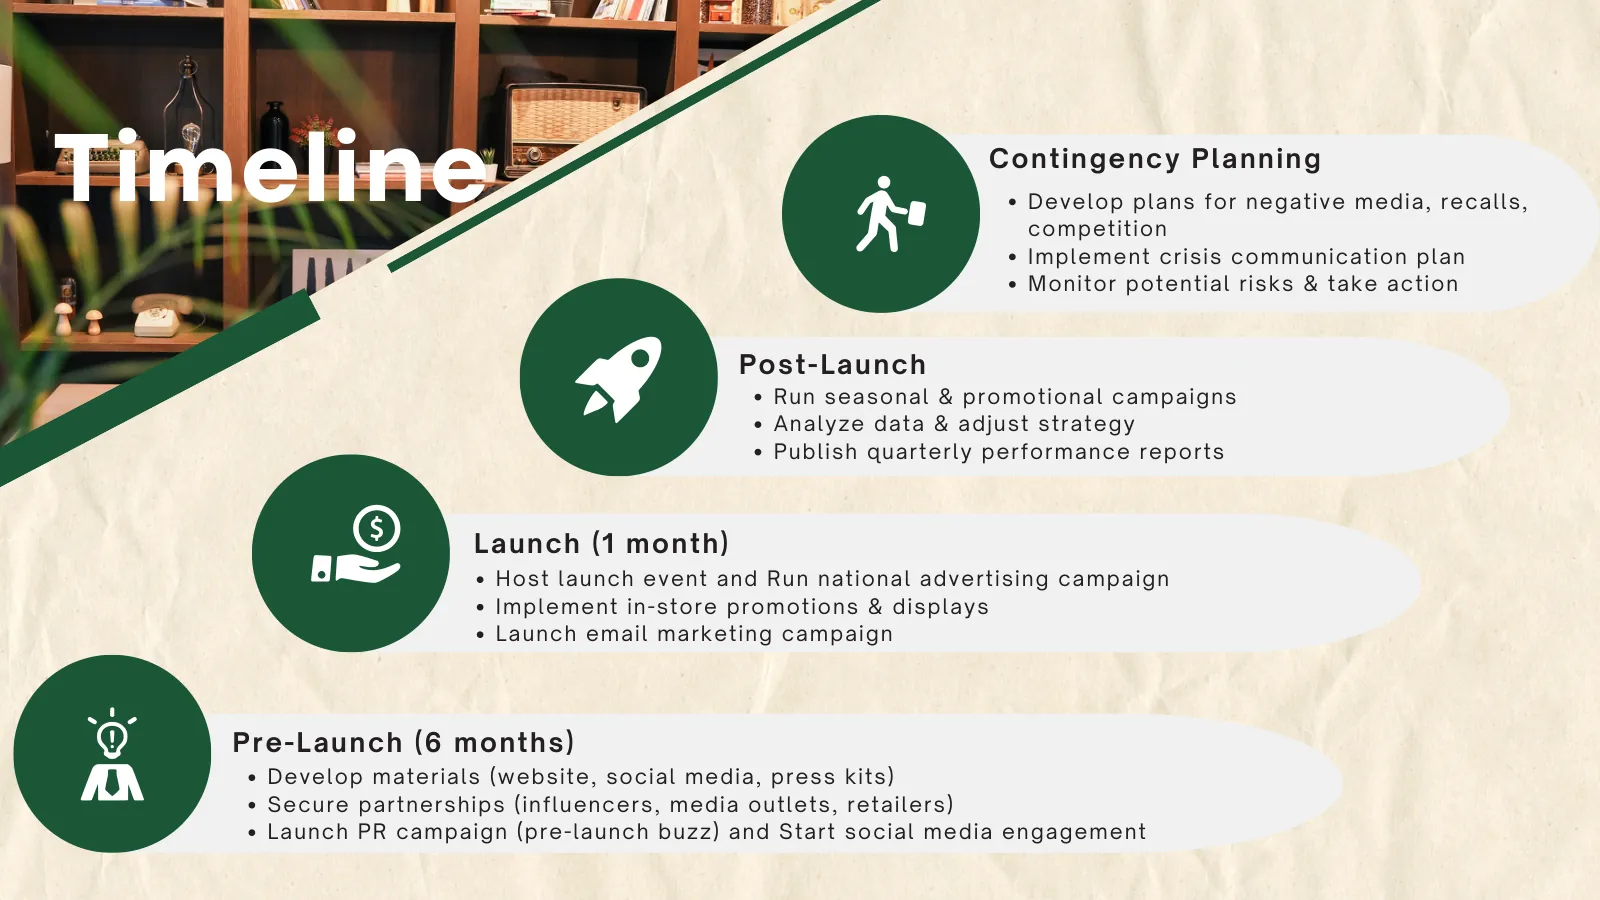 Timeline
Contingency Planning
• Develop plans for negative media, recalls,
competition
• Implement crisis communication plan
• Monitor potential risks & take action
Post-Launch
• Run seasonal & promotional campaigns
• Analyze data & adjust strategy
• Publish quarterly performance reports
$
Launch (1 month)
• Host launch event and Run national advertising campaign
• Implement in-store promotions & displays
• Launch email marketing campaign
Pre-Launch (6 months)
• Develop materials (website, social media, press kits)
• Secure partnerships (influencers, media outlets, retailers)
• Launch PR campaign (pre-launch buzz) and Start social media engagement